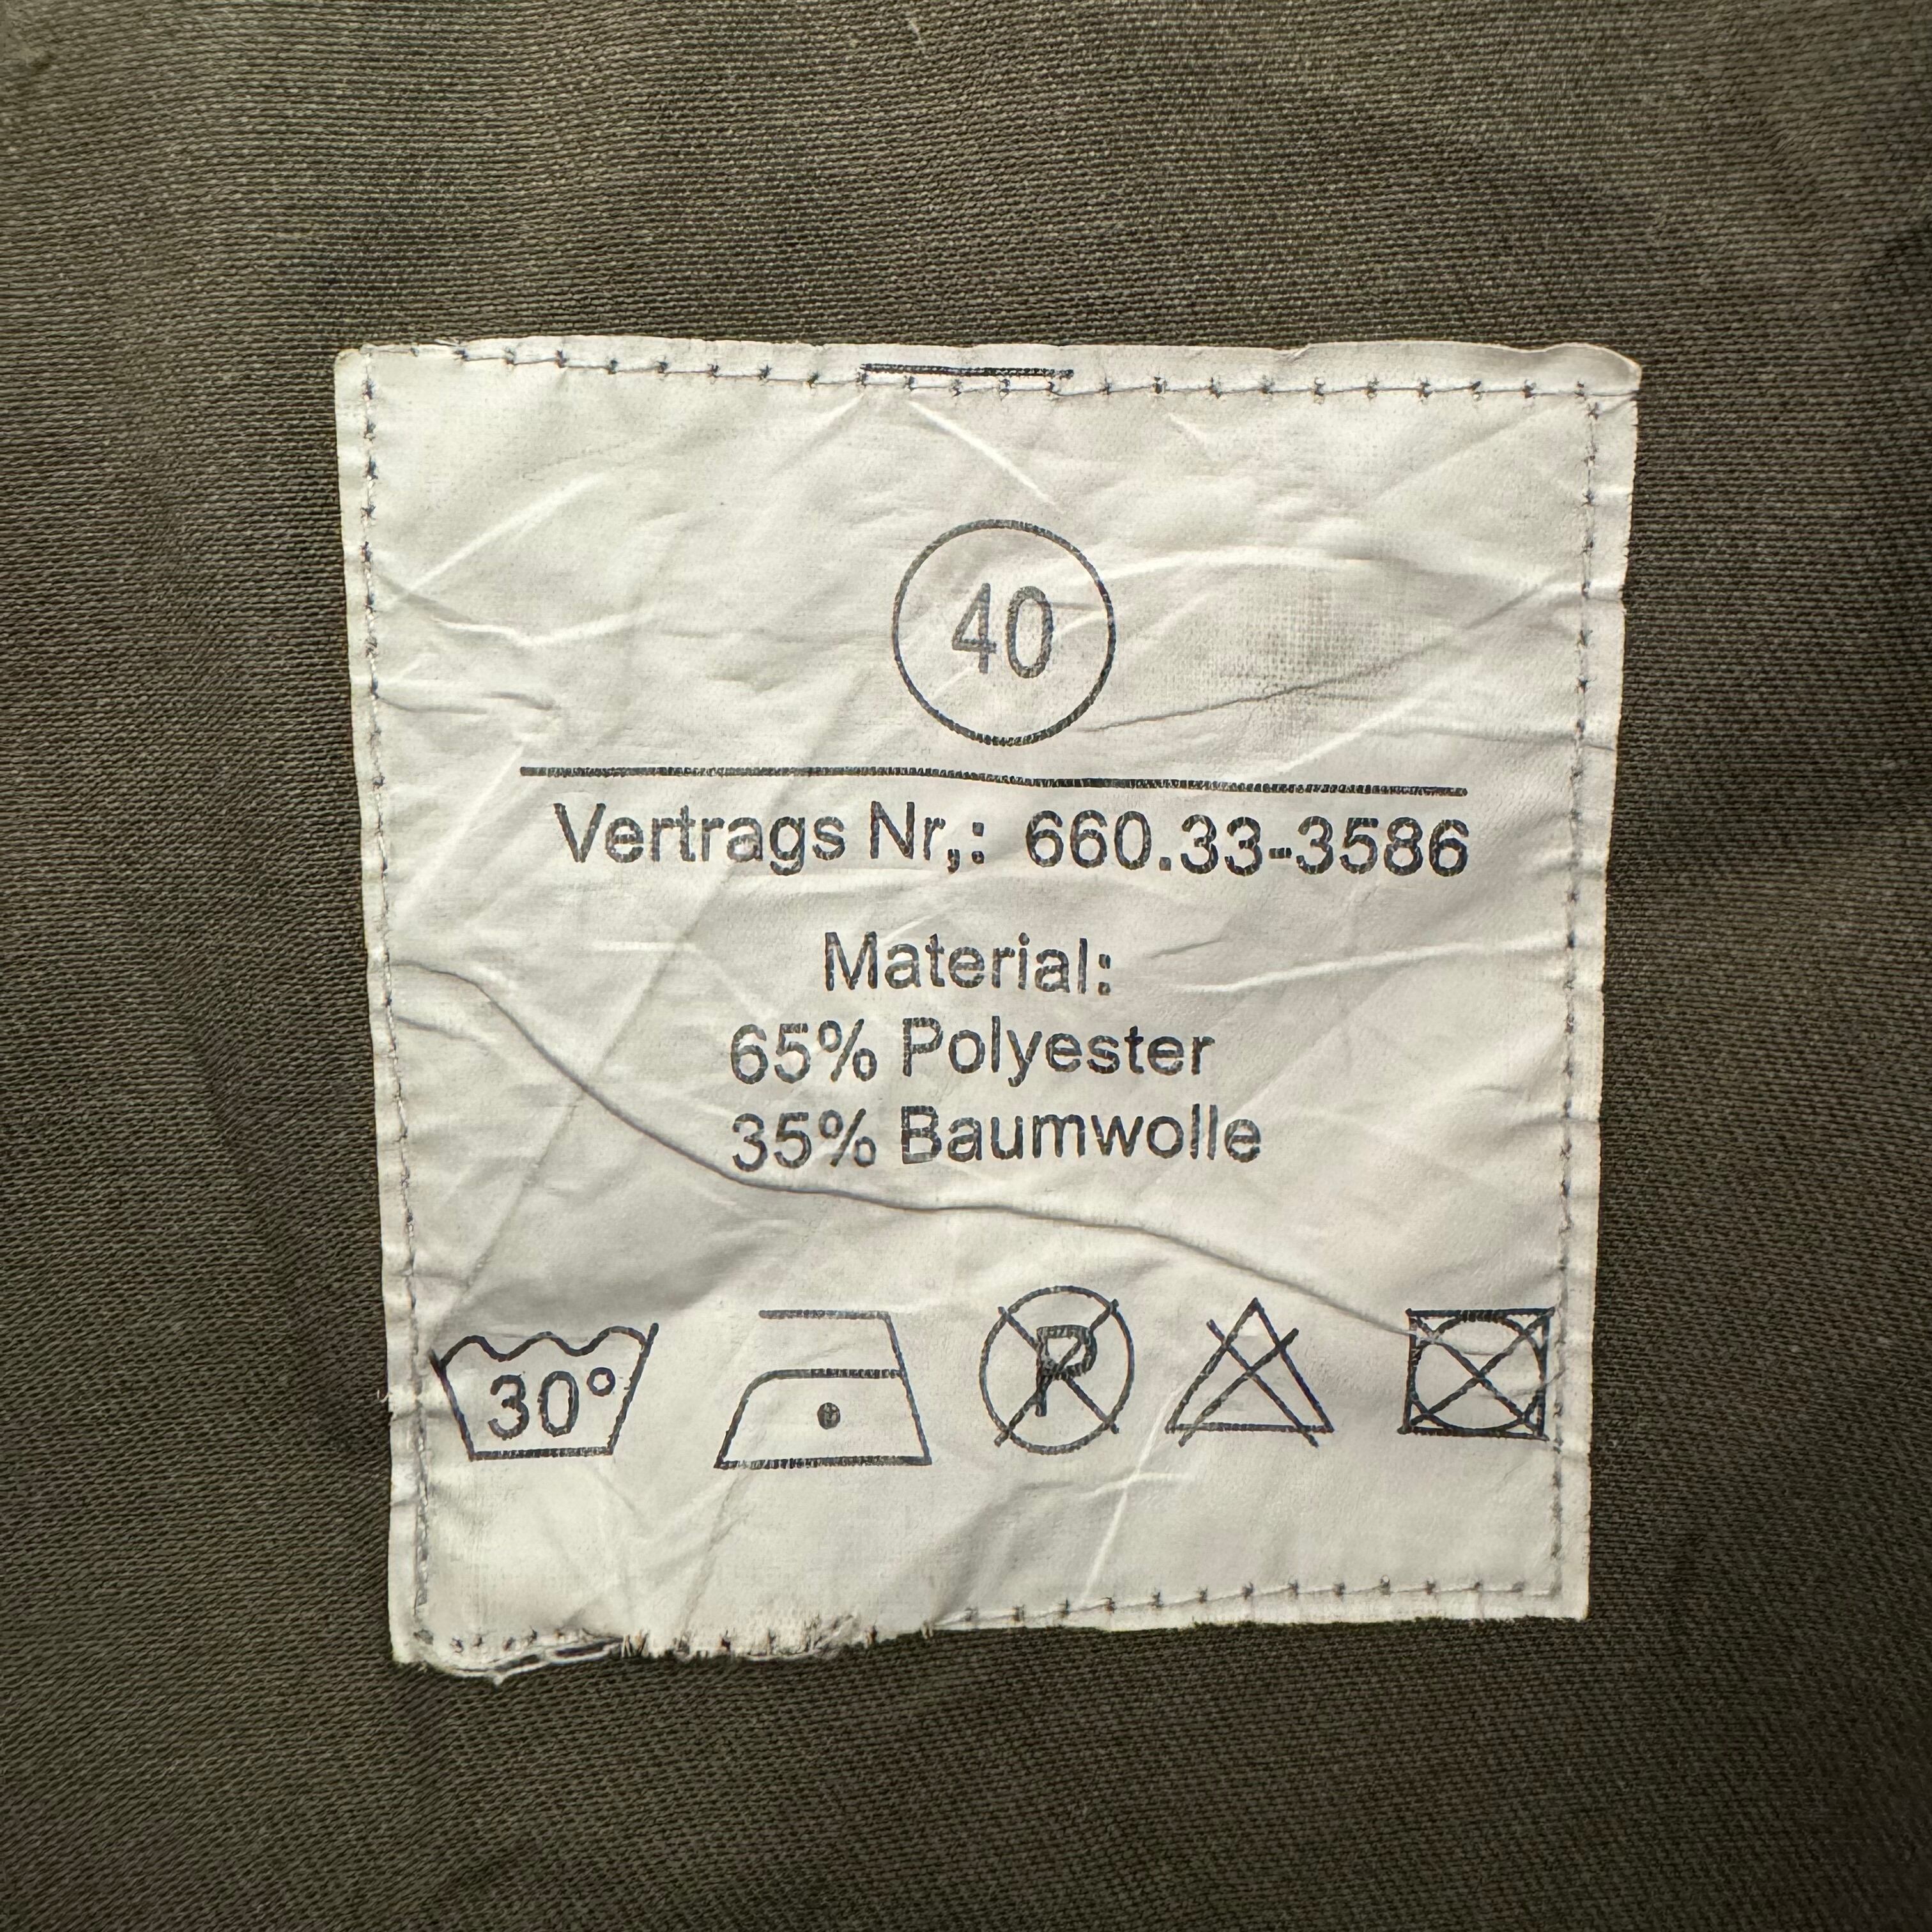 40
Vertrags Nr,: 660.33-3586
Material:
65% Polyester
35% Baumwolle
30° P